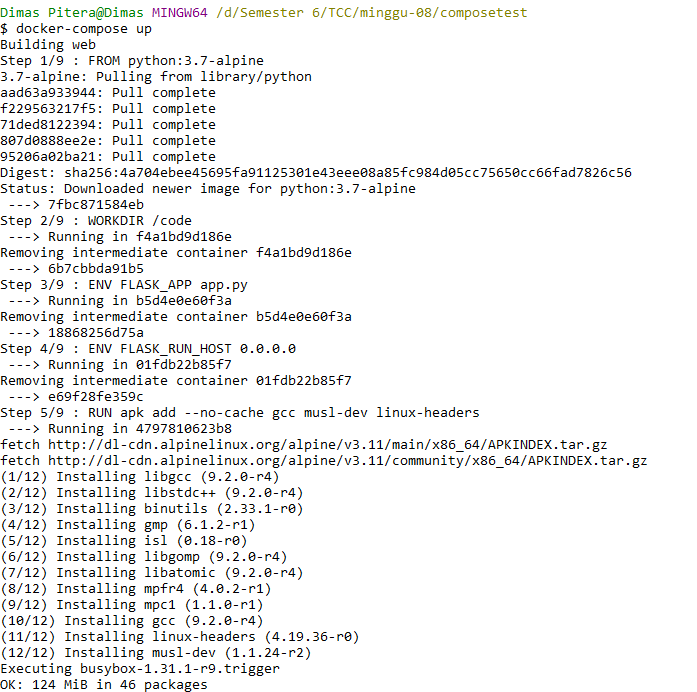 Dimas Pitera@Dimas MINGW64 /d/Semester 6/TCC/minggu-08/composetest
$ docker-compose up
Building web
Step 1/9 : FROM python:3.7-alpine
3.7-alpine: Pulling from library/python
aad63a933944: Pull complete
f229563217f5: Pull complete
71ded8122394: Pull complete
807d0888ee2e: Pull complete
95206a02ba21: Pull complete
Digest: sha256:4a704ebee45695fa91125301e43eee08a85fc984d05cc75650cc66fad7826c56
Status: Downloaded newer image for python:3.7-alpine
 ---> 7fbc871584eb
Step 2/9 : WORKDIR /code
 ---> Running in f4a1bd9d186e
Removing intermediate container f4a1bd9d186e
 ---> 6b7cbbda91b5
Step 3/9 : ENV FLASK_APP app.py
 ---> Running in b5d4e0e60f3a
Removing intermediate container b5d4e0e60f3a
 ---> 18868256d75a
Step 4/9 : ENV FLASK_RUN_HOST 0.0.0.0
 ---> Running in 01fdb22b85f7
Removing intermediate container 01fdb22b85f7
 ---> e69f28fe359c
Step 5/9 : RUN apk add --no-cache gcc musl-dev linux-headers
 ---> Running in 4797810623b8
fetch http://dl-cdn.alpinelinux.org/alpine/v3.11/main/x86_64/APKINDEX.tar.gz
fetch http://dl-cdn.alpinelinux.org/alpine/v3.11/community/x86_64/APKINDEX.tar.gz
(1/12) Installing libgcc (9.2.0-r4)
(2/12) Installing libstdc++ (9.2.0-r4)
(3/12) Installing binutils (2.33.1-r0)
(4/12) Installing gmp (6.1.2-r1)
(5/12) Installing isl (0.18-r0)
(6/12) Installing libgomp (9.2.0-r4)
(7/12) Installing libatomic (9.2.0-r4)
(8/12) Installing mpfr4 (4.0.2-r1)
(9/12) Installing mpc1 (1.1.0-r1)
(10/12) Installing gcc (9.2.0-r4)
(11/12) Installing linux-headers (4.19.36-r0)
(12/12) Installing musl-dev (1.1.24-r2)
Executing busybox-1.31.1-r9.trigger
OK: 124 MiB in 46 packages